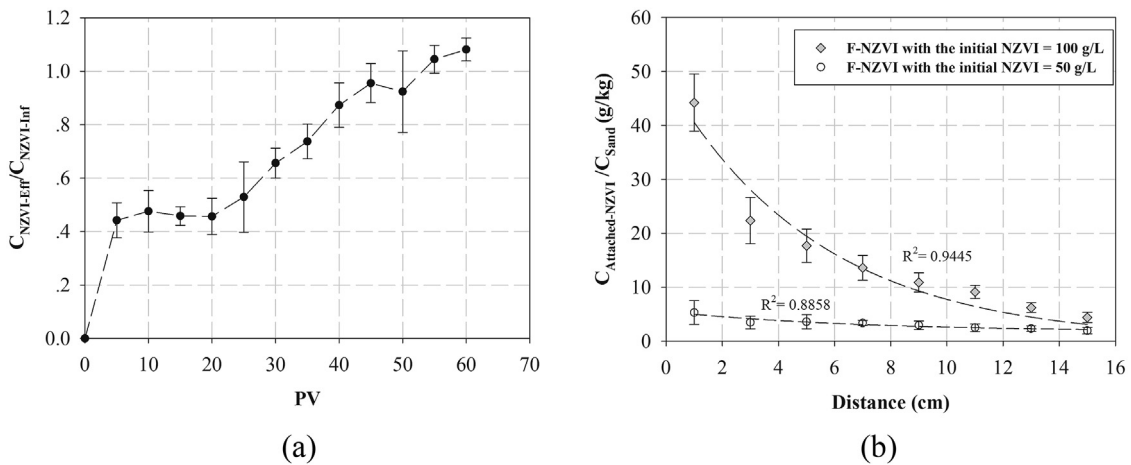 1.2
1.0
.8
.6
.4
.2
0.0
C_NZVI-Eff/C_NZVI-Inf
0 10 20 30 40 50 60 70
PV
(a)
F-NZVI with the initial NZVI = 100 g/L
F-NZVI with the initial NZVI = 50 g/L
60
50
40
30
20
10
0
C_Attached-NZVI /C_Sand (g/kg)
R²= 0.9445
R²= 0.8858
0 2 4 6 8 10 12 14 16
Distance (cm)
(b)